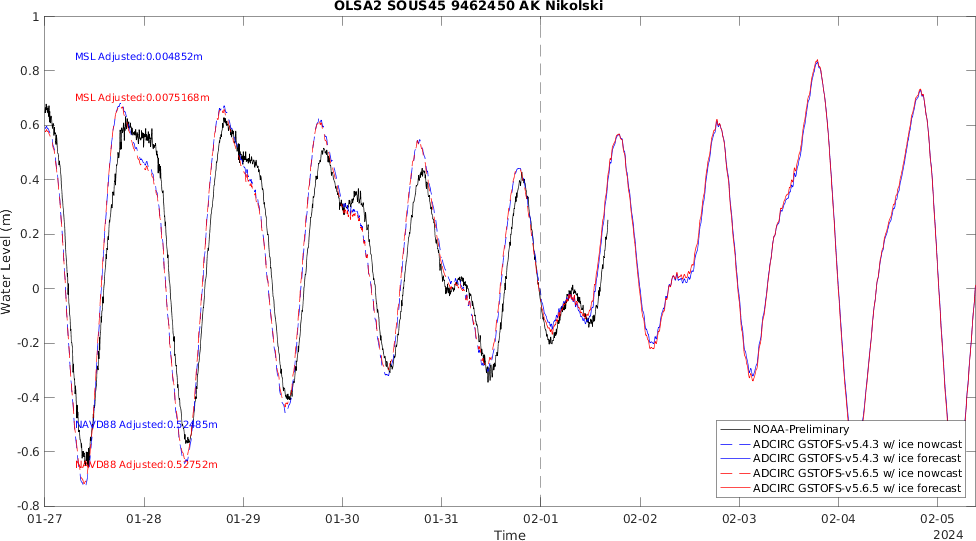 OLSA2 SOUS45 9462450 AK Nikolski
MSL Adjusted:0.004852m
MSL Adjusted:0.0075168m
NAVD88 Adjusted:0.52485m
NAVD88 Adjusted:0.52752m
Water Level (m)
1
0.8
0.6
0.4
0.2
0
-0.2
-0.4
-0.6
-0.8
NOAA-Preliminary
ADCIRC GSTOFS-v5.4.3 w/ ice nowcast
ADCIRC GSTOFS-v5.4.3 w/ ice forecast
ADCIRC GSTOFS-v5.6.5 w/ ice nowcast
ADCIRC GSTOFS-v5.6.5 w/ ice forecast
01-27 01-28 01-29 01-30 01-31 02-01 02-02 02-03 02-04 02-05
Time
2024